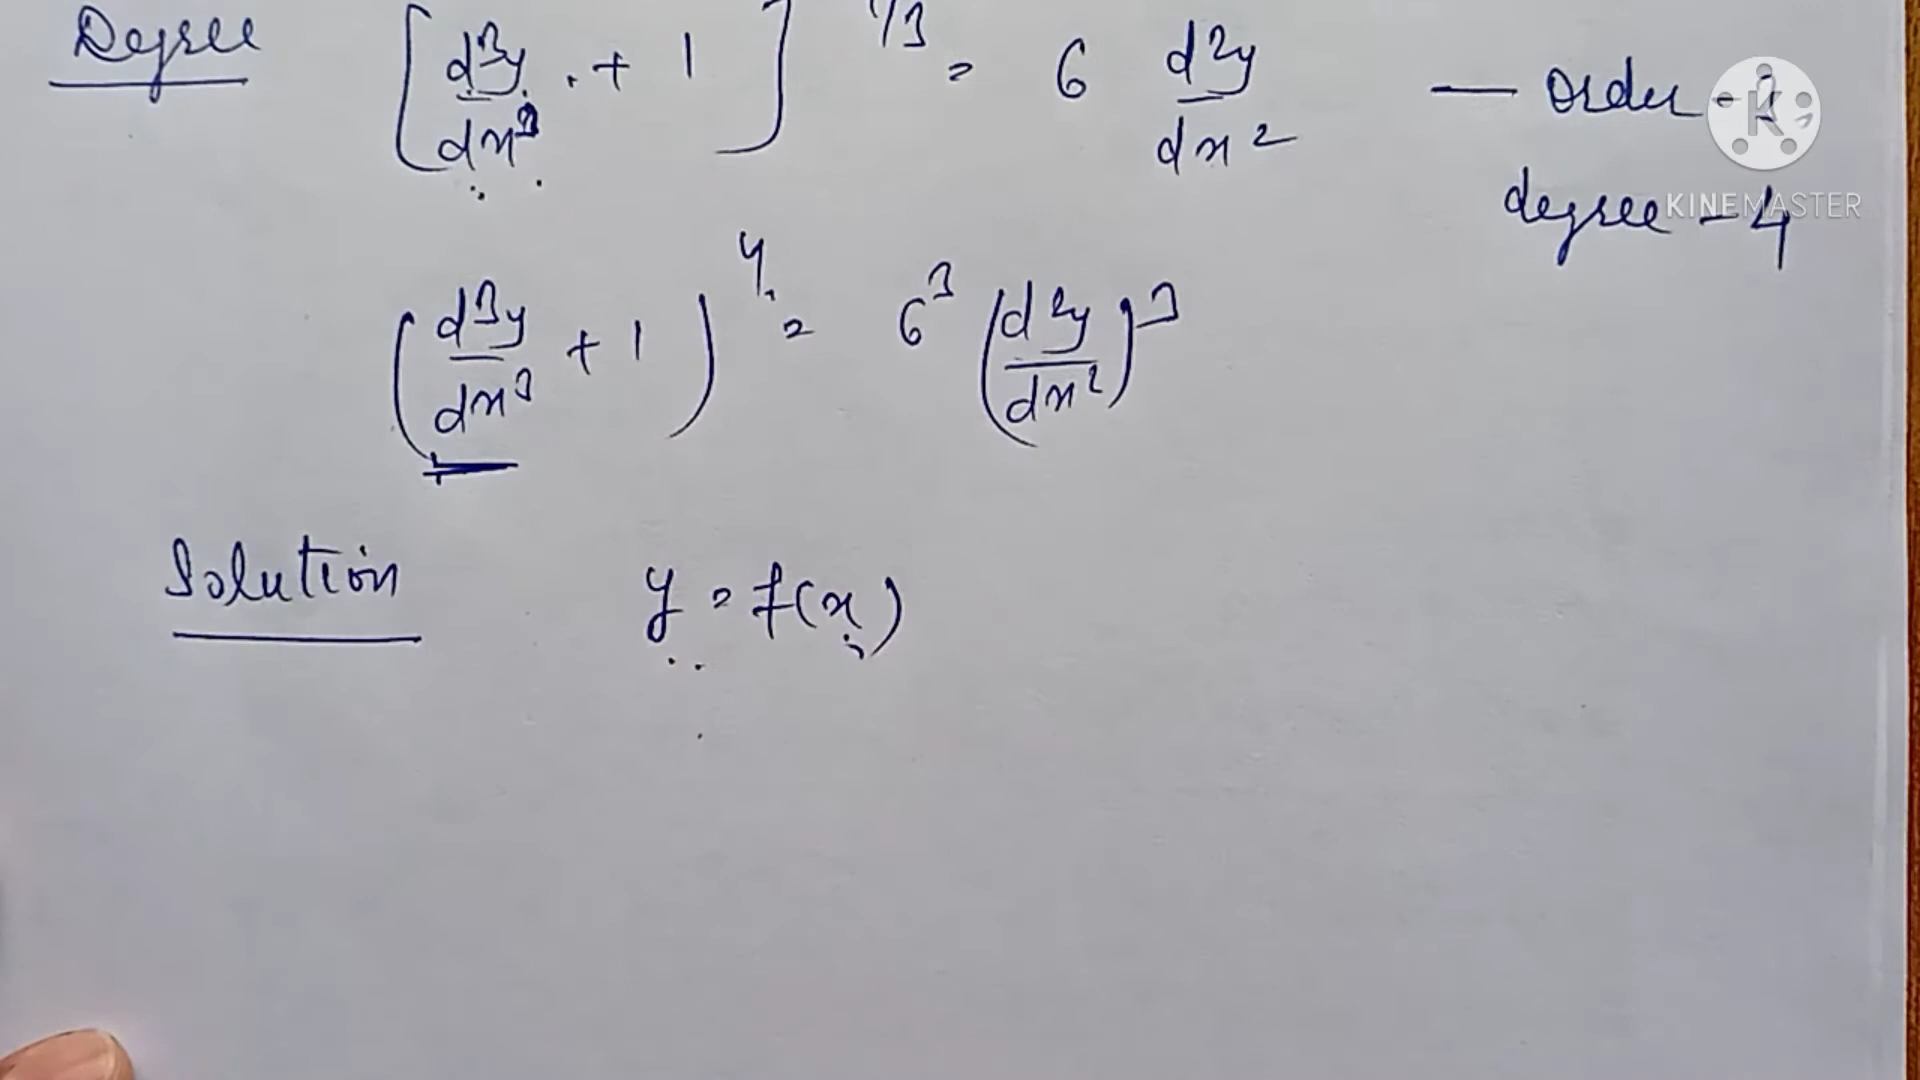 Degree [d³y/dx³ + 1]^1/3 = 6 d²y/dx² — Order - 3,
KINEMASTER
degree - 4
(d³y/dx³ + 1)^4 = 6³ (d²y/dx²)³
Solution y = f(x)